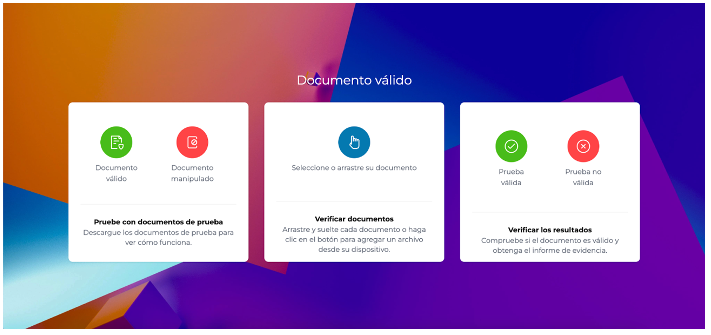 Documento válido
Documento
válido
Documento
manipulado
Pruebe con documentos de prueba
Descargue los documentos de prueba para
ver cómo funciona.
Seleccione o arrastre su documento
Verificar documentos
Arrastre y suelte cada documento o haga
clic en el botón para agregar un archivo
desde su dispositivo.
Prueba
válida
Prueba no
válida
Verificar los resultados
Compruebe si el documento es válido y
obtenga el informe de evidencia.